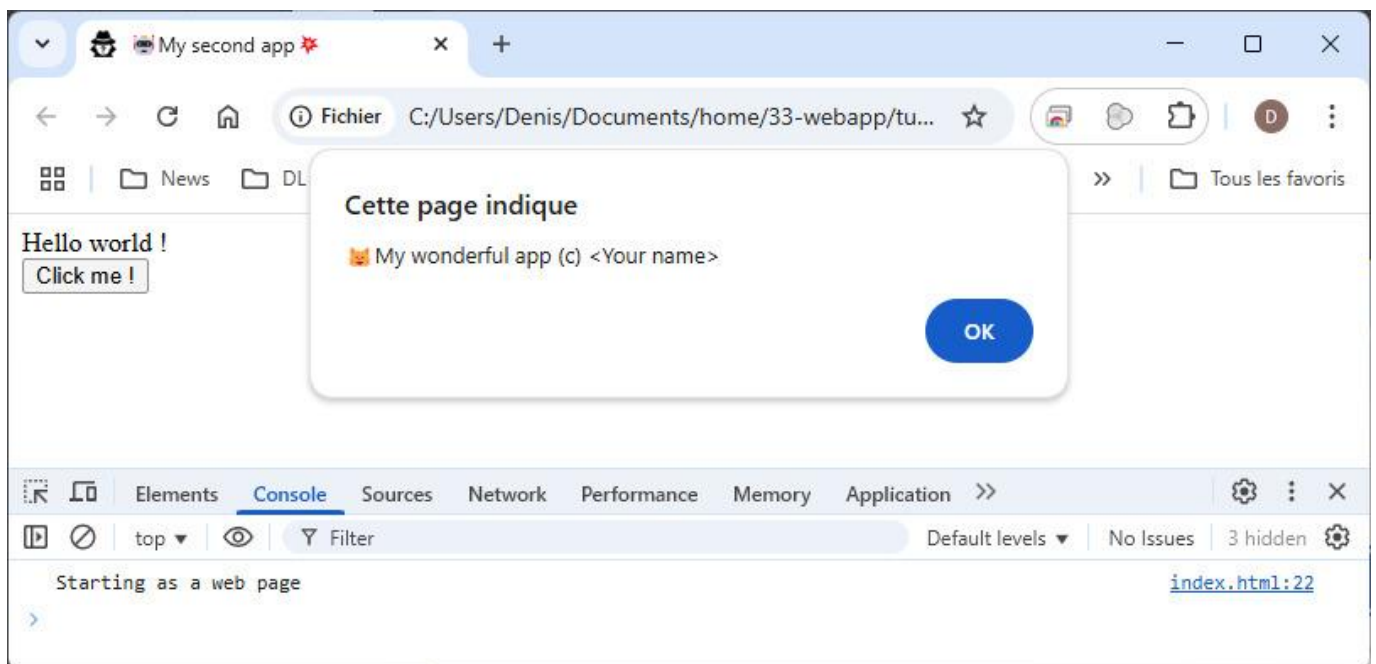 👾My second app💥
Fichier C:/Users/Denis/Documents/home/33-webapp/tu... D
News DL Tous les favoris
Cette page indique
😺My wonderful app (c) <Your name>
OK
Hello world !
Click me !
Elements Console Sources Network Performance Memory Application
top Filter Default levels No Issues 3 hidden
Starting as a web page index.html:22